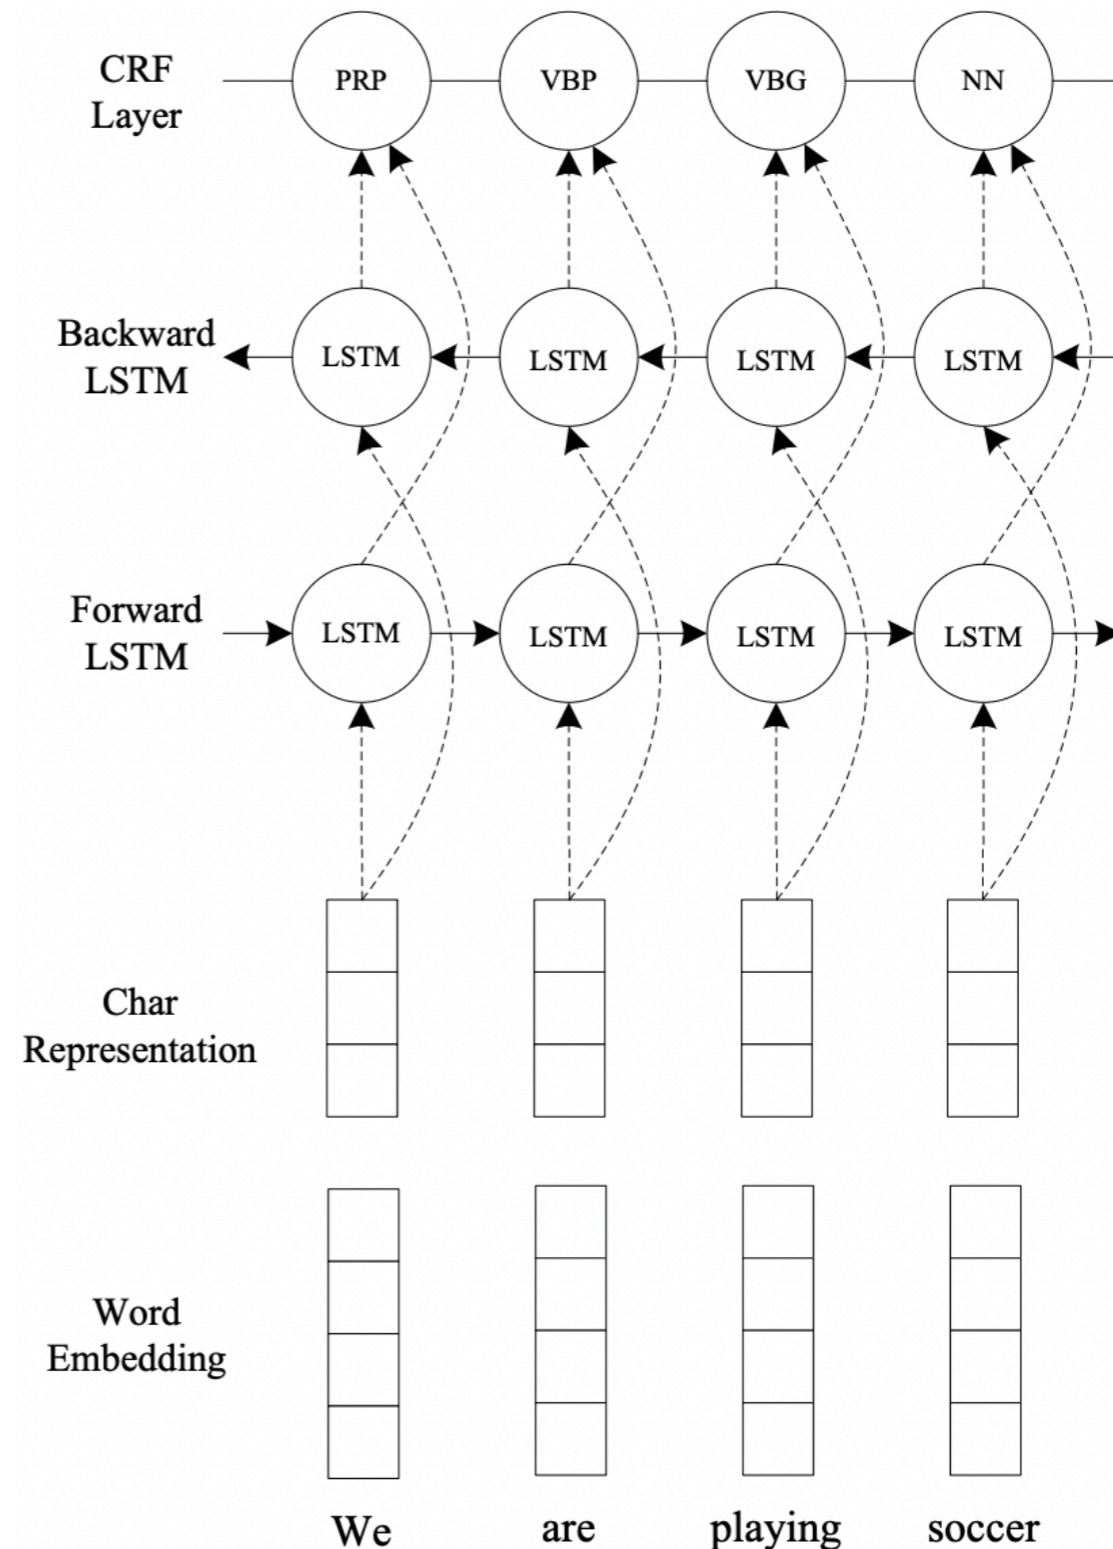 CRF
Layer
PRP VBP VBG NN
Backward
LSTM
LSTM LSTM LSTM LSTM
Forward
LSTM
LSTM LSTM LSTM LSTM
Char
Representation
Word
Embedding
We are playing soccer